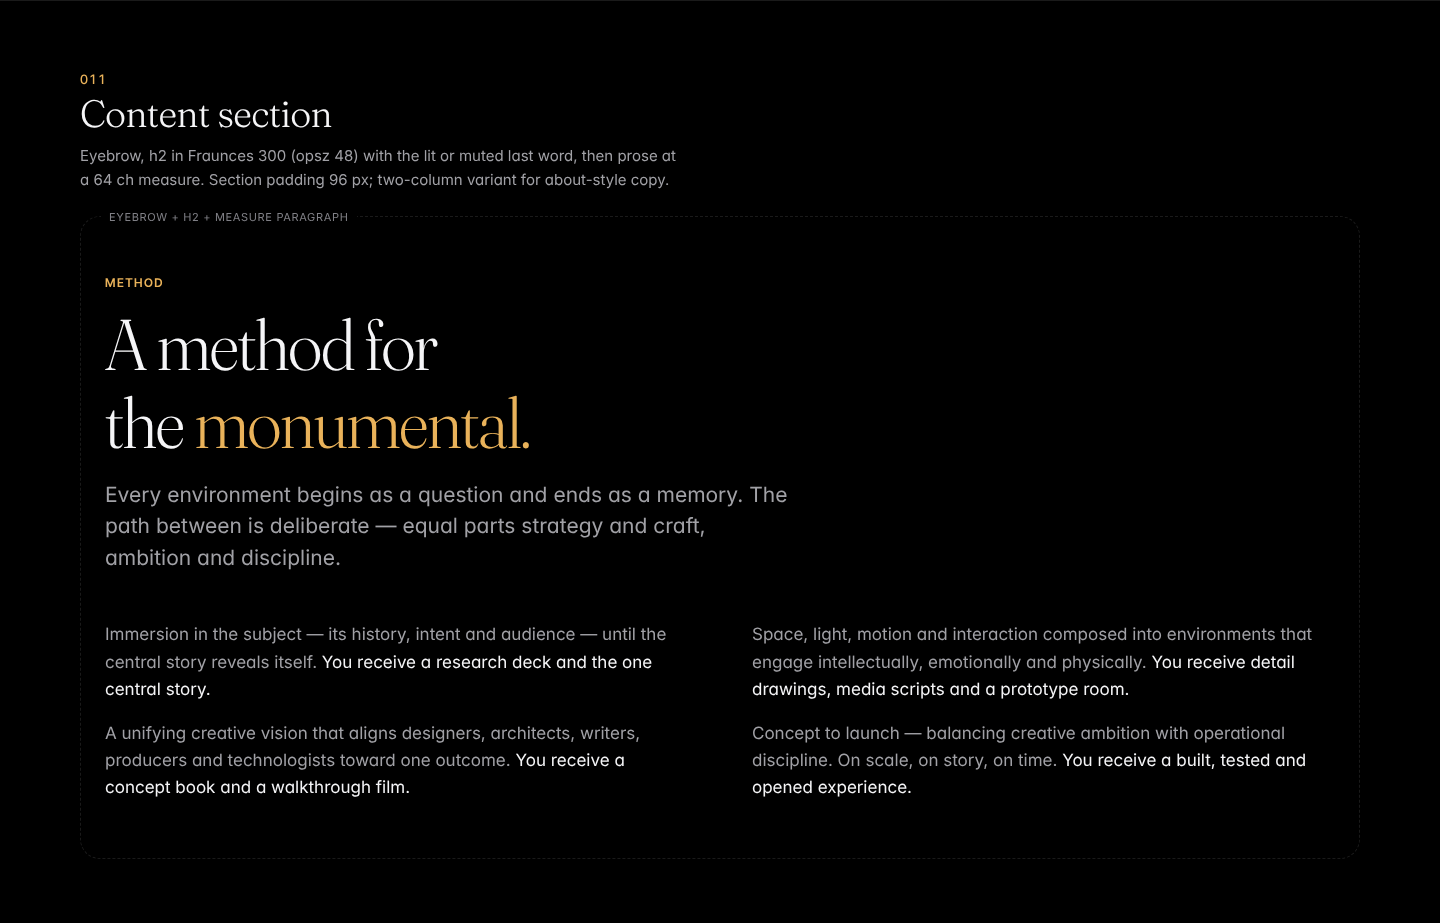 011
Content section
Eyebrow, h2 in Fraunces 300 (opsz 48) with the lit or muted last word, then prose at
a 64 ch measure. Section padding 96 px; two-column variant for about-style copy.
EYEBROW + H2 + MEASURE PARAGRAPH
METHOD
A method for
the monumental.
Every environment begins as a question and ends as a memory. The
path between is deliberate — equal parts strategy and craft,
ambition and discipline.
Immersion in the subject — its history, intent and audience — until the
central story reveals itself. You receive a research deck and the one
central story.
A unifying creative vision that aligns designers, architects, writers,
producers and technologists toward one outcome. You receive a
concept book and a walkthrough film.
Space, light, motion and interaction composed into environments that
engage intellectually, emotionally and physically. You receive detail
drawings, media scripts and a prototype room.
Concept to launch — balancing creative ambition with operational
discipline. On scale, on story, on time. You receive a built, tested and
opened experience.